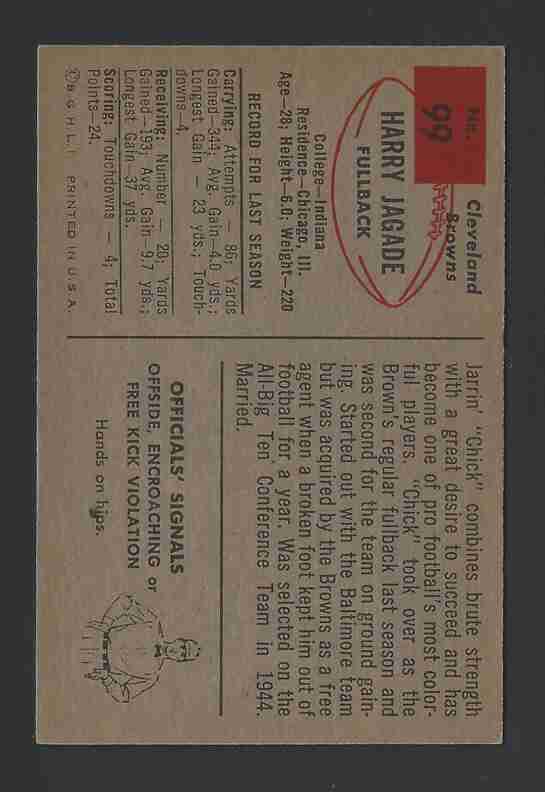 No.
99
Cleveland
Browns
HARRY JAGADE
FULLBACK
College—Indiana
Residence—Chicago, Ill.
Age—28; Height—6.0; Weight—220
RECORD FOR LAST SEASON
Carrying: Attempts — 86; Yards
Gained—344; Avg. Gain—4.0 yds.;
Longest Gain — 23 yds.; Touch-
downs—4.
Receiving: Number — 20; Yards
Gained—193; Avg. Gain—9.7 yds.;
Longest Gain—37 yds.
Scoring: Touchdowns — 4; Total
Points—24.
©B.G.H.L.I. PRINTED IN U.S.A.
Jarrin' "Chick" combines brute strength
with a great desire to succeed and has
become one of pro football's most color-
ful players. "Chick" took over as the
Brown's regular fullback last season and
was second for the team on ground gain-
ing. Started out with the Baltimore team
but was acquired by the Browns as a free
agent when a broken foot kept him out of
football for a year. Was selected on the
All-Big Ten Conference Team in 1944.
Married.
OFFICIALS' SIGNALS
OFFSIDE, ENCROACHING or
FREE KICK VIOLATION
Hands on hips.